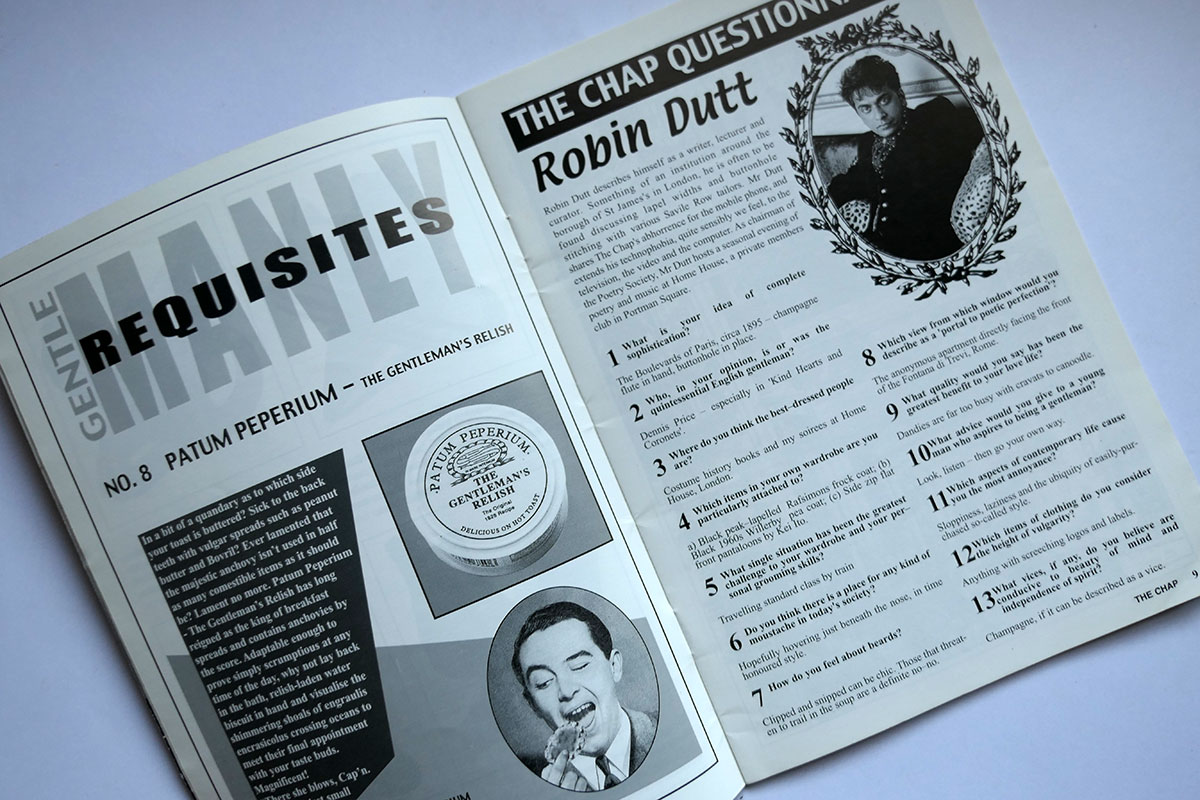 GENTLE
MANLY
REQUISITES
NO. 8 PATUM PEPERIUM – THE GENTLEMAN'S RELISH
In a bit of a quandary as to which side
your toast is buttered? Sick to the back
teeth with vulgar spreads such as peanut
butter and Bovril? Ever lamented that
the majestic anchovy isn't used in half
as many comestible items as it should
be? Lament no more. Patum Peperium
- The Gentleman's Relish has long
reigned as the king of breakfast
spreads and contains anchovies by
the score. Adaptable enough to
prove simply scrumptious at any
time of the day, why not lay back
in the bath, relish-laden water
biscuit in hand and visualise the
shimmering shoals of engraulis
encrasicolus crossing oceans to
meet their final appointment
with your taste buds.
Magnificent!
There she blows, Cap'n.
small
PATUM PEPERIUM
THE
GENTLEMAN'S
RELISH
The Original
1828 Recipe
DELICIOUS ON HOT TOAST
THE CHAP
Robin Dutt
Robin Dutt describes himself as a writer, lecturer and
curator. Something of an institution around the
borough of St James's in London, he is often to be
found discussing lapel widths and buttonhole
stitching with various Savile Row tailors. Mr Dutt
shares The Chap's abhorrence for the mobile phone, and
extends his technophobia, quite sensibly we feel, to the
television, the video and the computer. As chairman of
the Poetry Society, Mr Dutt hosts a seasonal evening of
poetry and music at Home House, a private members
club in Portman Square.
1 What is your idea of complete
sophistication?
The Boulevards of Paris, circa 1895 – champagne
flute in hand, buttonhole in place.
2 Who, in your opinion, is or was the
quintessential English gentleman?
Dennis Price – especially in 'Kind Hearts and
Coronets'.
3 Where do you think the best-dressed people
are?
Costume history books and my soirees at Home
House, London.
4 Which items in your own wardrobe are you
particularly attached to?
a) Black peak-lapelled Rafsimons frock coat; (b)
Black 1960s Willerby pea coat; (c) Side zip flat
front pantaloons by Kei Ito.
5 What single situation has been the greatest
challenge to your wardrobe and your per-
sonal grooming skills?
Travelling standard class by train
6 Do you think there is a place for any kind of
moustache in today's society?
Hopefully hovering just beneath the nose, in time
honoured style.
7 How do you feel about beards?
Clipped and snipped can be chic. Those that threat-
en to trail in the soup are a definite no-no.
8 Which view from which window would you
describe as a 'portal to poetic perfection'?
The anonymous apartment directly facing the front
of the Fontana di Trevi, Rome.
9 What quality would you say has been the
greatest benefit to your love life?
Dandies are far too busy with cravats to canoodle.
10 What advice would you give to a young
man who aspires to being a gentleman?
Look, listen – then go your own way.
11 Which aspects of contemporary life cause
you the most annoyance?
Sloppiness, laziness and the ubiquity of easily-pur-
chased so-called style.
12 Which items of clothing do you consider
the height of vulgarity?
Anything with screeching logos and labels.
13 What vices, if any, do you believe are
conducive to beauty of mind and
independence of spirit?
Champagne, if it can be described as a vice.
THE CHAP 9